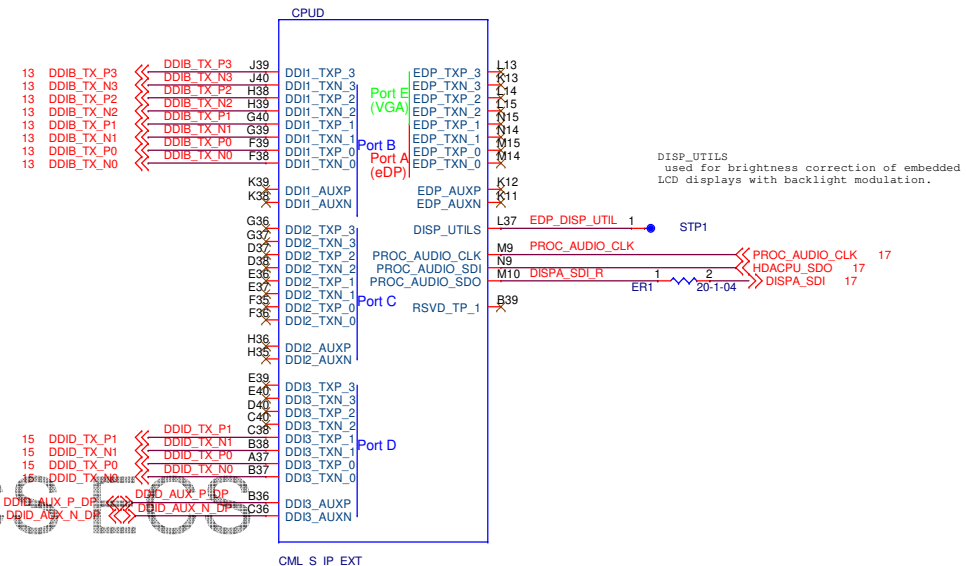 CPUD
13 DDIB_TX_P3 DDIB_TX_P3 J39 DDI1_TXP_3 EDP_TXP_3 L13
13 DDIB_TX_N3 DDIB_TX_N3 J40 DDI1_TXN_3 EDP_TXN_3 K13
13 DDIB_TX_P2 DDIB_TX_P2 H38 DDI1_TXP_2 Port E EDP_TXP_2 L14
13 DDIB_TX_N2 DDIB_TX_N2 H39 DDI1_TXN_2 (VGA) EDP_TXN_2 L15
13 DDIB_TX_P1 DDIB_TX_P1 G40 DDI1_TXP_1 EDP_TXP_1 N15
13 DDIB_TX_N1 DDIB_TX_N1 G39 DDI1_TXN_1 Port B EDP_TXN_1 N14
13 DDIB_TX_P0 DDIB_TX_P0 F39 DDI1_TXP_0 Port A EDP_TXP_0 M15
13 DDIB_TX_N0 DDIB_TX_N0 F38 DDI1_TXN_0 (eDP) EDP_TXN_0 M14
DISP_UTILS
used for brightness correction of embedded
LCD displays with backlight modulation.
K39 DDI1_AUXP EDP_AUXP K12
K38 DDI1_AUXN EDP_AUXN K11
G36 DDI2_TXP_3 DISP_UTILS L37 EDP_DISP_UTIL 1 STP1
G37 DDI2_TXN_3
D37 DDI2_TXP_2 PROC_AUDIO_CLK M9 PROC_AUDIO_CLK PROC_AUDIO_CLK 17
D38 DDI2_TXN_2 PROC_AUDIO_SDI N9 HDACPU_SDO 17
E36 DDI2_TXP_1 PROC_AUDIO_SDO M10 DISPA_SDI_R 1 2 DISPA_SDI 17
ER1 20-1-04
E37 DDI2_TXN_1
F35 DDI2_TXP_0 Port C RSVD_TP_1 B39
F36 DDI2_TXN_0
H36 DDI2_AUXP
H35 DDI2_AUXN
E39 DDI3_TXP_3
E40 DDI3_TXN_3
D40 DDI3_TXP_2
C40 DDI3_TXN_2
15 DDID_TX_P1 DDID_TX_P1 C38 DDI3_TXP_1 Port D
15 DDID_TX_N1 DDID_TX_N1 B38 DDI3_TXN_1
15 DDID_TX_P0 DDID_TX_P0 A37 DDI3_TXP_0
15 DDID_TX_N0 DDID_TX_N0 B37 DDI3_TXN_0
DDID_AUX_P_DP DDID_AUX_P_DP B36 DDI3_AUXP
DDID_AUX_N_DP DDID_AUX_N_DP C36 DDI3_AUXN
CS ECS
CML_S_IP_EXT